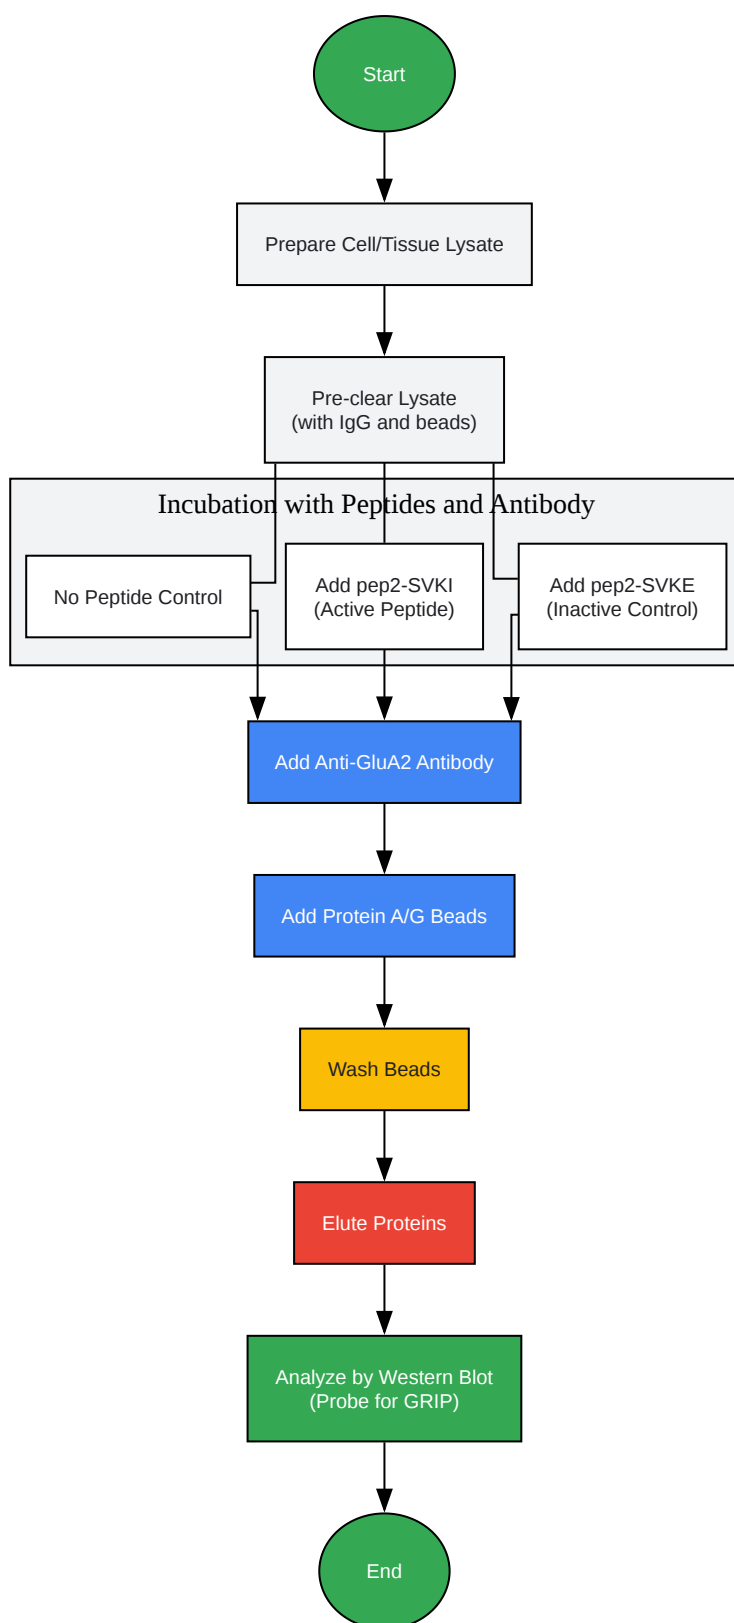 Start
Prepare Cell/Tissue Lysate
Pre-clear Lysate
(with IgG and beads)
Incubation with Peptides and Antibody
No Peptide Control
Add pep2-SVKI
(Active Peptide)
Add pep2-SVKE
(Inactive Control)
Add Anti-GluA2 Antibody
Add Protein A/G Beads
Wash Beads
Elute Proteins
Analyze by Western Blot
(Probe for GRIP)
End